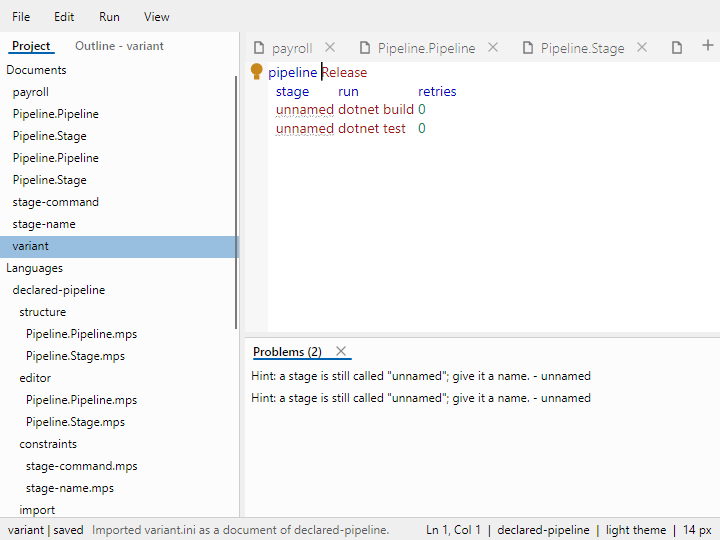 File Edit Run View
Project Outline - variant
Documents
payroll
Pipeline.Pipeline
Pipeline.Stage
Pipeline.Pipeline
Pipeline.Stage
stage-command
stage-name
variant
Languages
declared-pipeline
structure
Pipeline.Pipeline.mps
Pipeline.Stage.mps
editor
Pipeline.Pipeline.mps
Pipeline.Stage.mps
constraints
stage-command.mps
stage-name.mps
import
payroll Pipeline.Pipeline Pipeline.Stage
pipeline Release
stage run retries
unnamed dotnet build 0
unnamed dotnet test 0
Problems (2)
Hint: a stage is still called "unnamed"; give it a name. - unnamed
Hint: a stage is still called "unnamed"; give it a name. - unnamed
variant | saved Imported variant.ini as a document of declared-pipeline. Ln 1, Col 1 | declared-pipeline | light theme | 14 px